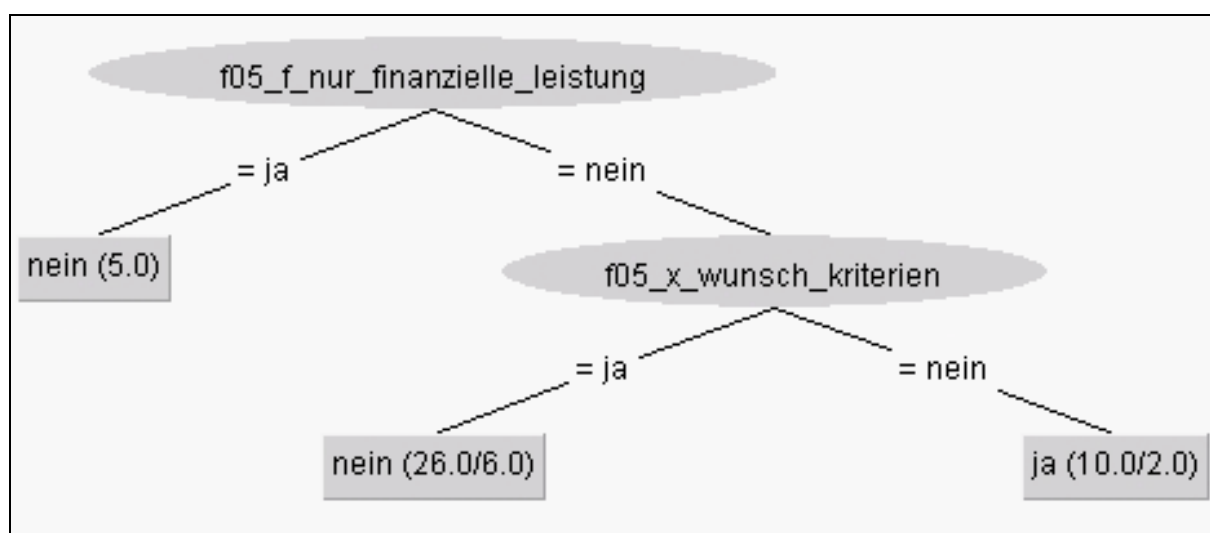 f05_f_nur_finanzielle_leistung
= ja
= nein
nein (5.0)
f05_x_wunsch_kriterien
= ja
= nein
nein (26.0/6.0)
ja (10.0/2.0)